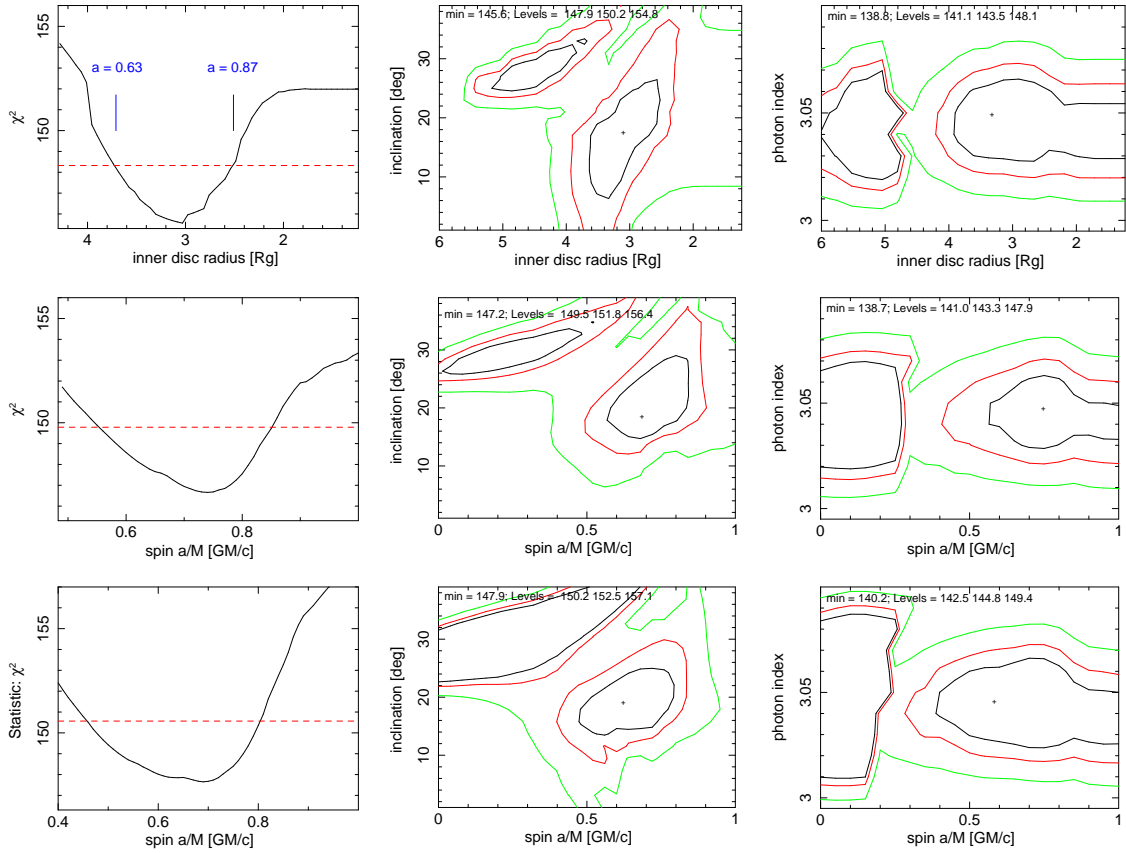 155
150
a = 0.63
a = 0.87
χ²
4
3
2
inner disc radius [Rg]
min = 145.6; Levels = 147.9 150.2 154.8
30
20
10
inclination [deg]
6
5
4
3
2
inner disc radius [Rg]
min = 138.8; Levels = 141.1 143.5 148.1
3.05
3
photon index
6
5
4
3
2
inner disc radius [Rg]
155
150
χ²
0.6
0.8
spin a/M [GM/c]
min = 147.2; Levels = 149.5 151.8 156.4
30
20
10
inclination [deg]
0
0.5
1
spin a/M [GM/c]
min = 138.7; Levels = 141.0 143.3 147.9
3.05
3
photon index
0
0.5
1
spin a/M [GM/c]
155
150
Statistic: χ²
0.4
0.6
0.8
spin a/M [GM/c]
min = 147.9; Levels = 150.2 152.5 157.1
30
20
10
inclination [deg]
0
0.5
1
spin a/M [GM/c]
min = 140.2; Levels = 142.5 144.8 149.4
3.05
3
photon index
0
0.2
0.4
0.6
0.8
1
spin a/M [GM/c]